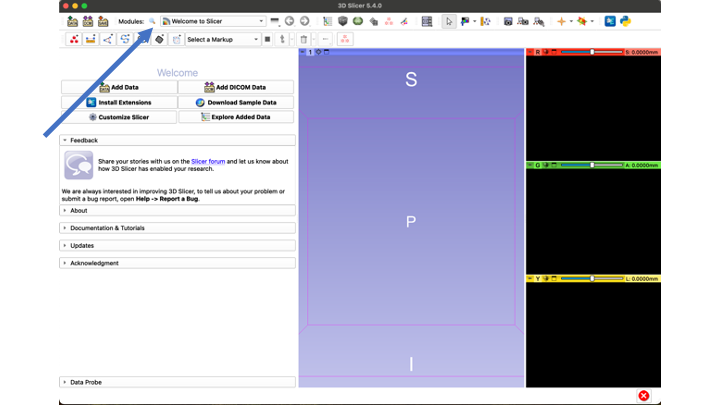 3D Slicer 5.4.0
DATA
DCM
SAVE
Modules:
Welcome to Slicer
Select a Markup
Welcome
Add Data
Add DICOM Data
Install Extensions
Download Sample Data
Customize Slicer
Explore Added Data
Feedback
Share your stories with us on the Slicer forum and let us know about
how 3D Slicer has enabled your research.
We are always interested in improving 3D Slicer, to tell us about your problem or
submit a bug report, open Help -> Report a Bug.
About
Documentation & Tutorials
Updates
Acknowledgment
Data Probe
1
S
P
I
R
S: 0.0000mm
G
A: 0.0000mm
Y
L: 0.0000mm